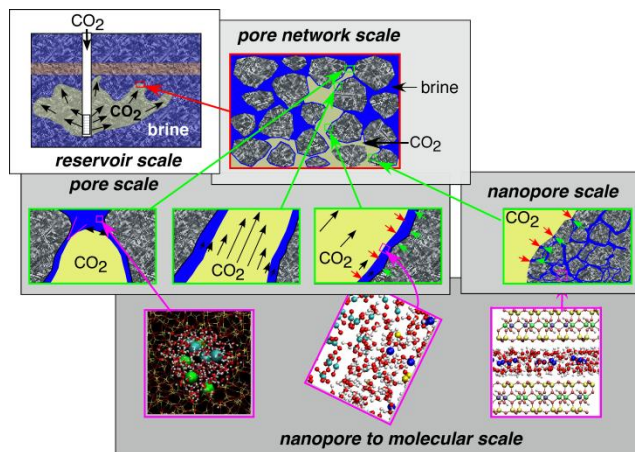 CO2
CO2
brine
reservoir scale
pore network scale
brine
CO2
pore scale
CO2
CO2
CO2
nanopore scale
CO2
nanopore to molecular scale